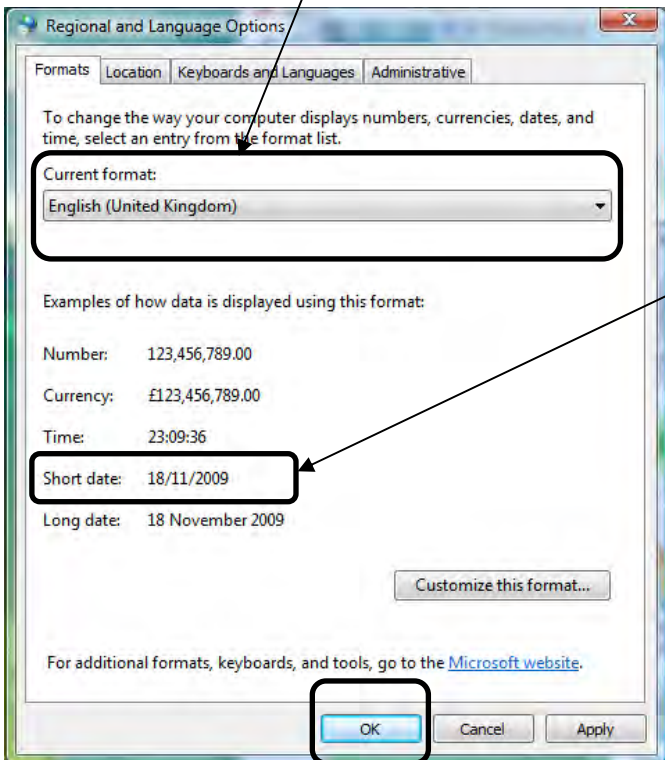 Regional and Language Options
Formats Location Keyboards and Languages Administrative
To change the way your computer displays numbers, currencies, dates, and
time, select an entry from the format list.
Current format:
English (United Kingdom)
Examples of how data is displayed using this format:
Number: 123,456,789.00
Currency: £123,456,789.00
Time: 23:09:36
Short date: 18/11/2009
Long date: 18 November 2009
Customize this format...
For additional formats, keyboards, and tools, go to the Microsoft website.
OK Cancel Apply